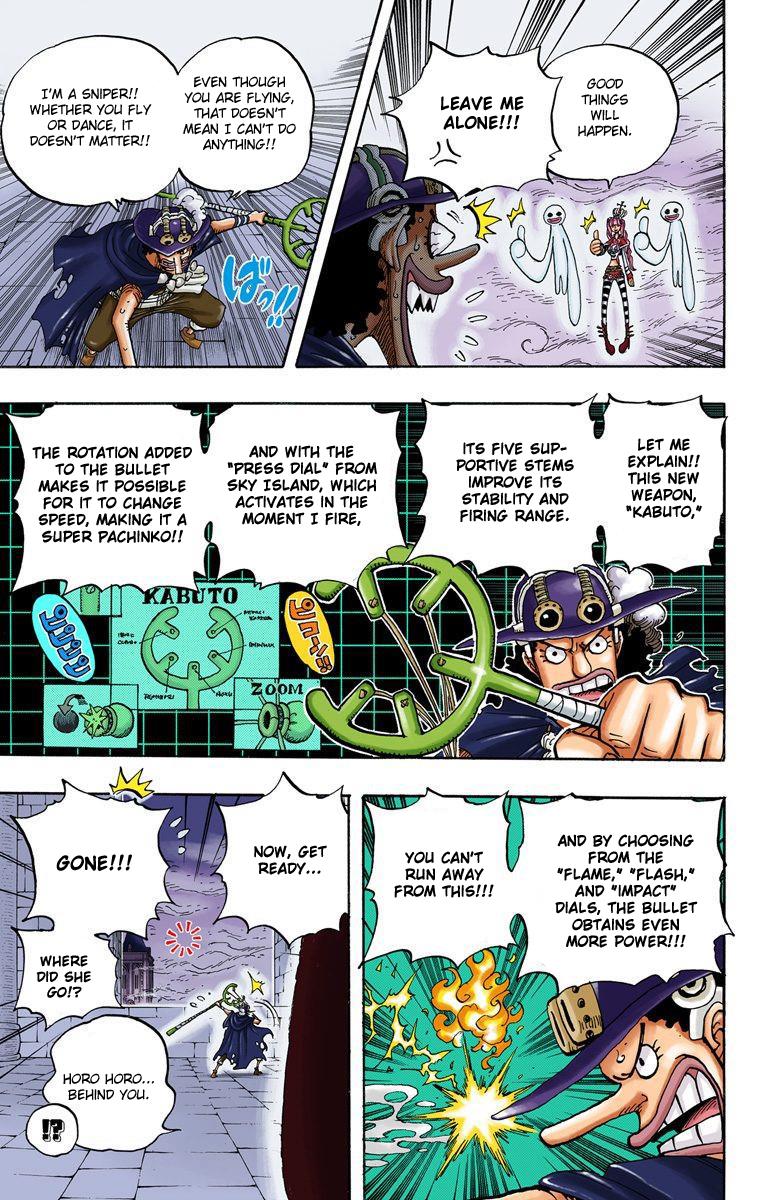 GOOD
THINGS
WILL
HAPPEN.
LEAVE ME
ALONE!!!
EVEN THOUGH
YOU ARE FLYING,
THAT DOESN'T
MEAN I CAN'T DO
ANYTHING!!
I'M A SNIPER!!
WHETHER YOU FLY
OR DANCE, IT
DOESN'T MATTER!!
ばっ!!
LET ME
EXPLAIN!!
THIS NEW
WEAPON,
"KABUTO,"
ITS FIVE SUP-
PORTIVE STEMS
IMPROVE ITS
STABILITY AND
FIRING RANGE.
AND WITH THE
"PRESS DIAL" FROM
SKY ISLAND, WHICH
ACTIVATES IN THE
MOMENT I FIRE,
THE ROTATION ADDED
TO THE BULLET
MAKES IT POSSIBLE
FOR IT TO CHANGE
SPEED, MAKING IT A
SUPER PACHINKO!!
KABUTO
ZOOM
AND BY CHOOSING
FROM THE
"FLAME," "FLASH,"
AND "IMPACT"
DIALS, THE BULLET
OBTAINS EVEN
MORE POWER!!!
YOU CAN'T
RUN AWAY
FROM THIS!!!
NOW, GET
READY...
GONE!!!
WHERE
DID SHE
GO!?
HORO HORO...
BEHIND YOU.
!?